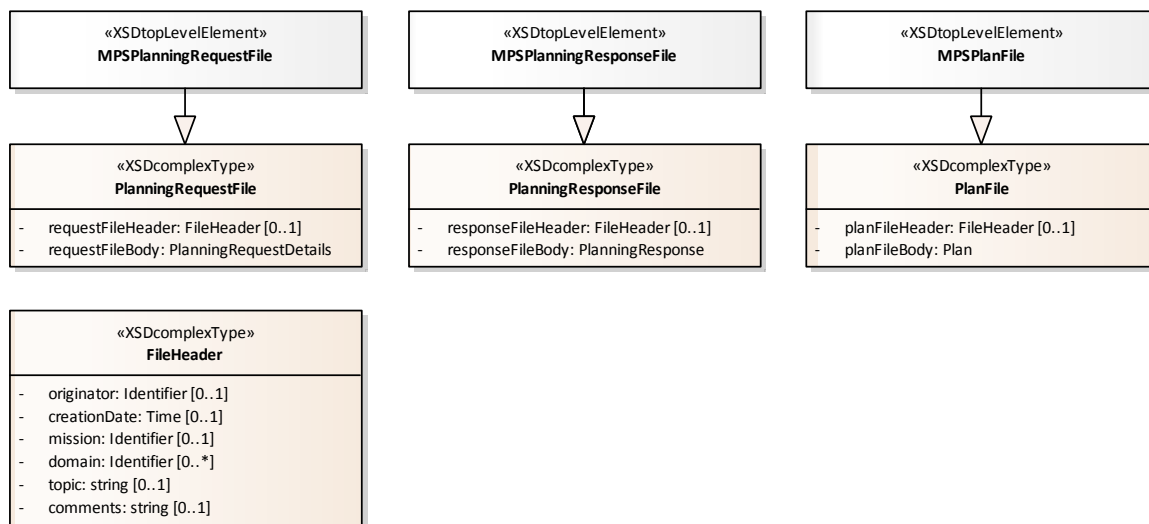 «XSDtopLevelElement»
MPSPlanningRequestFile
«XSDtopLevelElement»
MPSPlanningResponseFile
«XSDtopLevelElement»
MPSPlanFile
«XSDcomplexType»
PlanningRequestFile
- requestFileHeader: FileHeader [0..1]
- requestFileBody: PlanningRequestDetails
«XSDcomplexType»
PlanningResponseFile
- responseFileHeader: FileHeader [0..1]
- responseFileBody: PlanningResponse
«XSDcomplexType»
PlanFile
- planFileHeader: FileHeader [0..1]
- planFileBody: Plan
«XSDcomplexType»
FileHeader
- originator: Identifier [0..1]
- creationDate: Time [0..1]
- mission: Identifier [0..1]
- domain: Identifier [0..*]
- topic: string [0..1]
- comments: string [0..1]